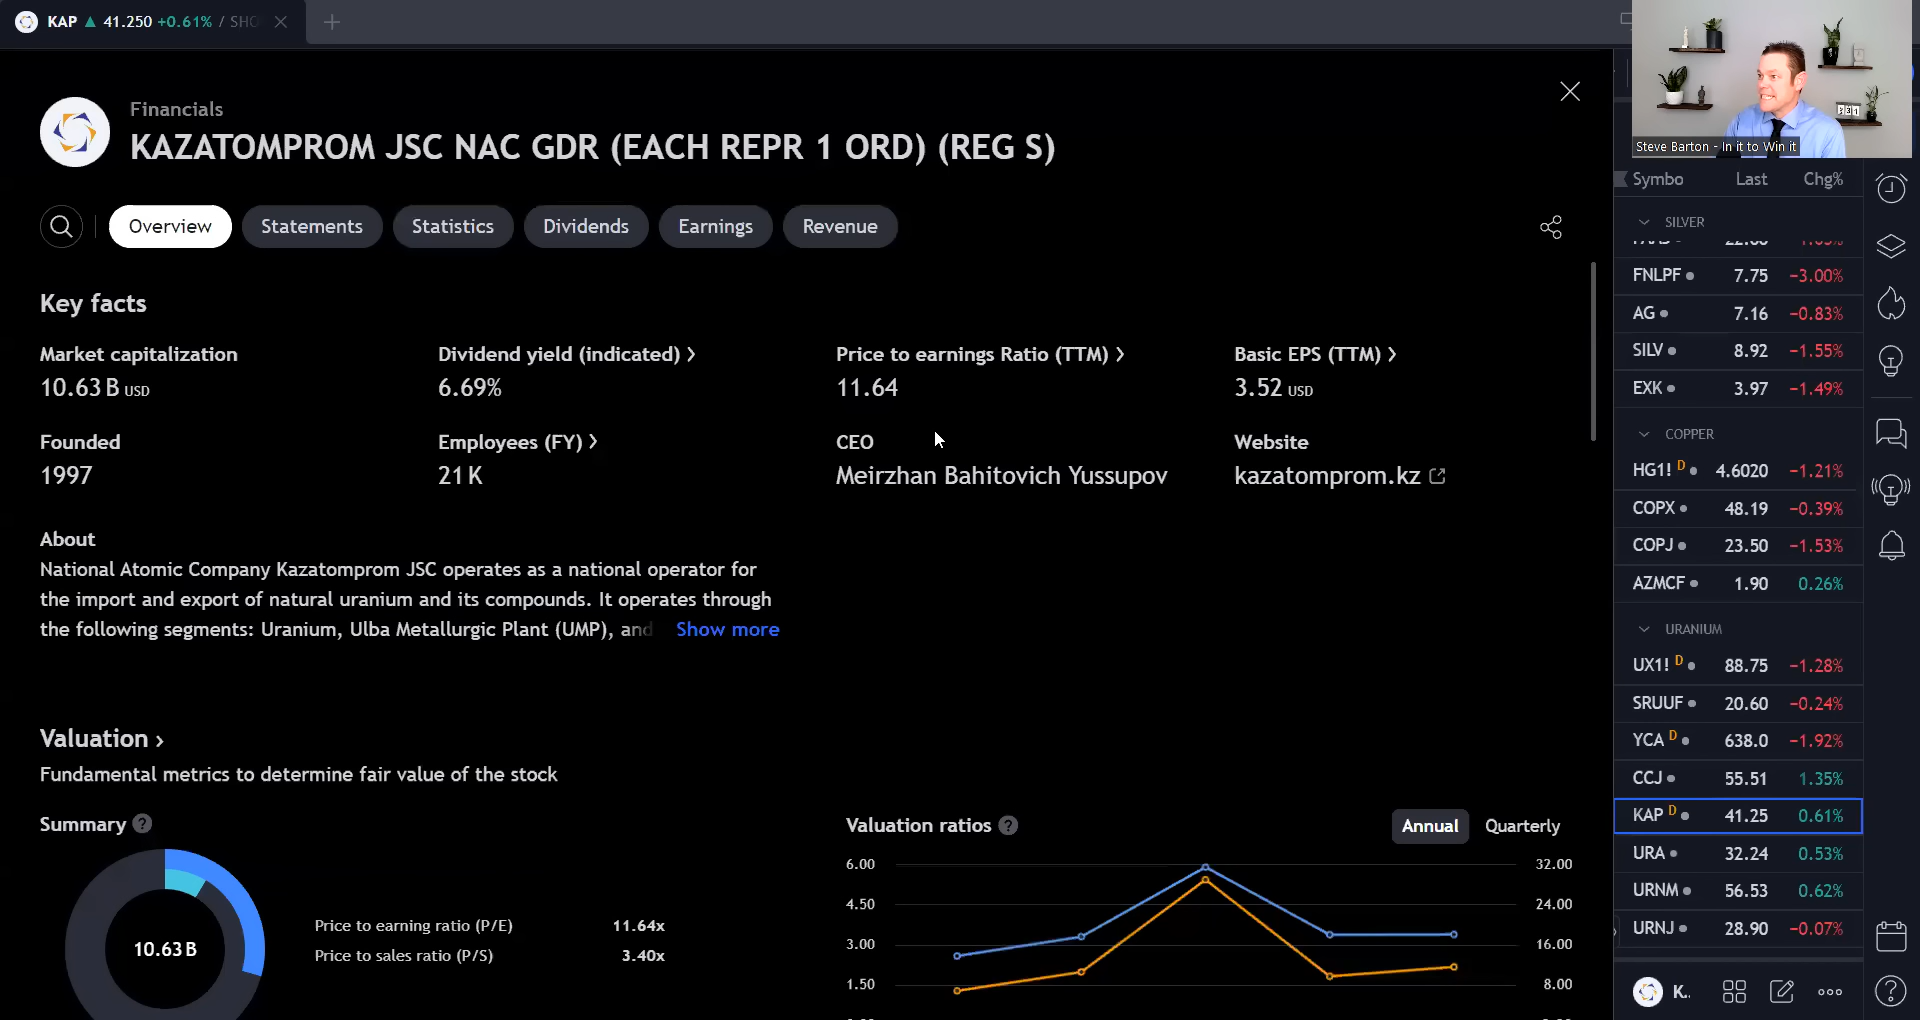 KAP ▲ 41.250 +0.61% / SHO
Financials
KAZATOMPROM JSC NAC GDR (EACH REPR 1 ORD) (REG S)
Overview Statements Statistics Dividends Earnings Revenue
Key facts
Market capitalization
10.63 B USD
Dividend yield (indicated) >
6.69%
Price to earnings Ratio (TTM) >
11.64
Basic EPS (TTM) >
3.52 USD
Founded
1997
Employees (FY) >
21 K
CEO
Meirzhan Bahitovich Yussupov
Website
kazatomprom.kz
About
National Atomic Company Kazatomprom JSC operates as a national operator for
the import and export of natural uranium and its compounds. It operates through
the following segments: Uranium, Ulba Metallurgic Plant (UMP), and Show more
Valuation >
Fundamental metrics to determine fair value of the stock
Summary ?
10.63 B
Price to earning ratio (P/E) 11.64x
Price to sales ratio (P/S) 3.40x
Valuation ratios ?
Annual Quarterly
6.00 32.00
4.50 24.00
3.00 16.00
1.50 8.00
Steve Barton - In it to Win it
Symbo Last Chg%
SILVER
FNLPF 7.75 −3.00%
AG 7.16 −0.83%
SILV 8.92 −1.55%
EXK 3.97 −1.49%
COPPER
HG1! D 4.6020 −1.21%
COPX 48.19 −0.39%
COPJ 23.50 −1.53%
AZMCF 1.90 0.26%
URANIUM
UX1! D 88.75 −1.28%
SRUUF 20.60 −0.24%
YCA D 638.0 −1.92%
CCJ 55.51 1.35%
KAP D 41.25 0.61%
URA 32.24 0.53%
URNM 56.53 0.62%
URNJ 28.90 −0.07%
K.